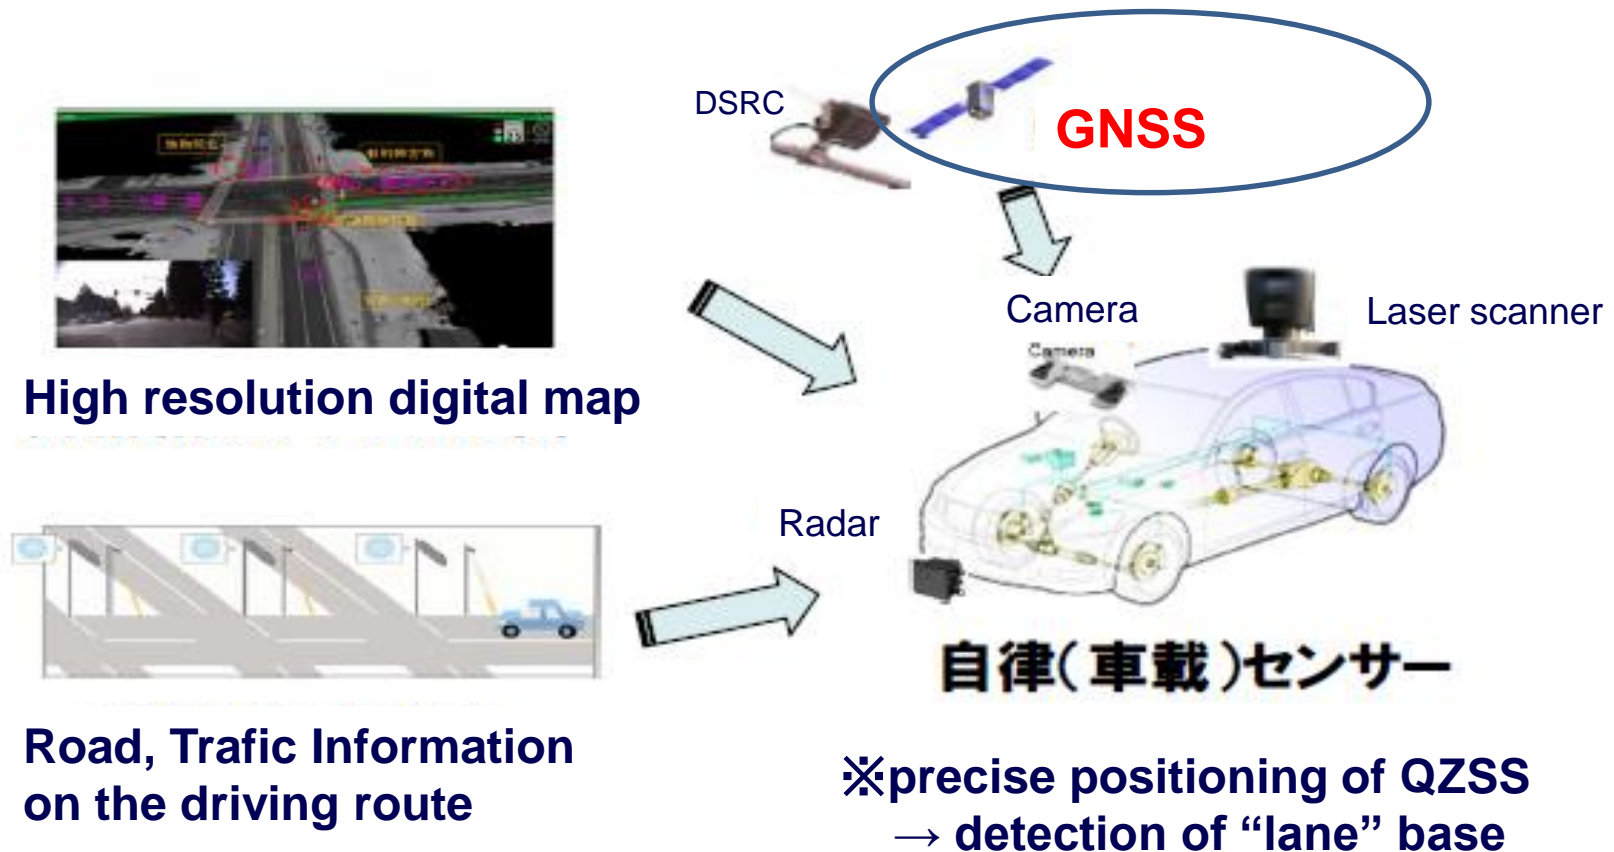 DSRC
GNSS
Camera
Laser scanner
Camera
High resolution digital map
Radar
自律(車載)センサー
Road, Trafic Information
on the driving route
※precise positioning of QZSS
→ detection of “lane” base